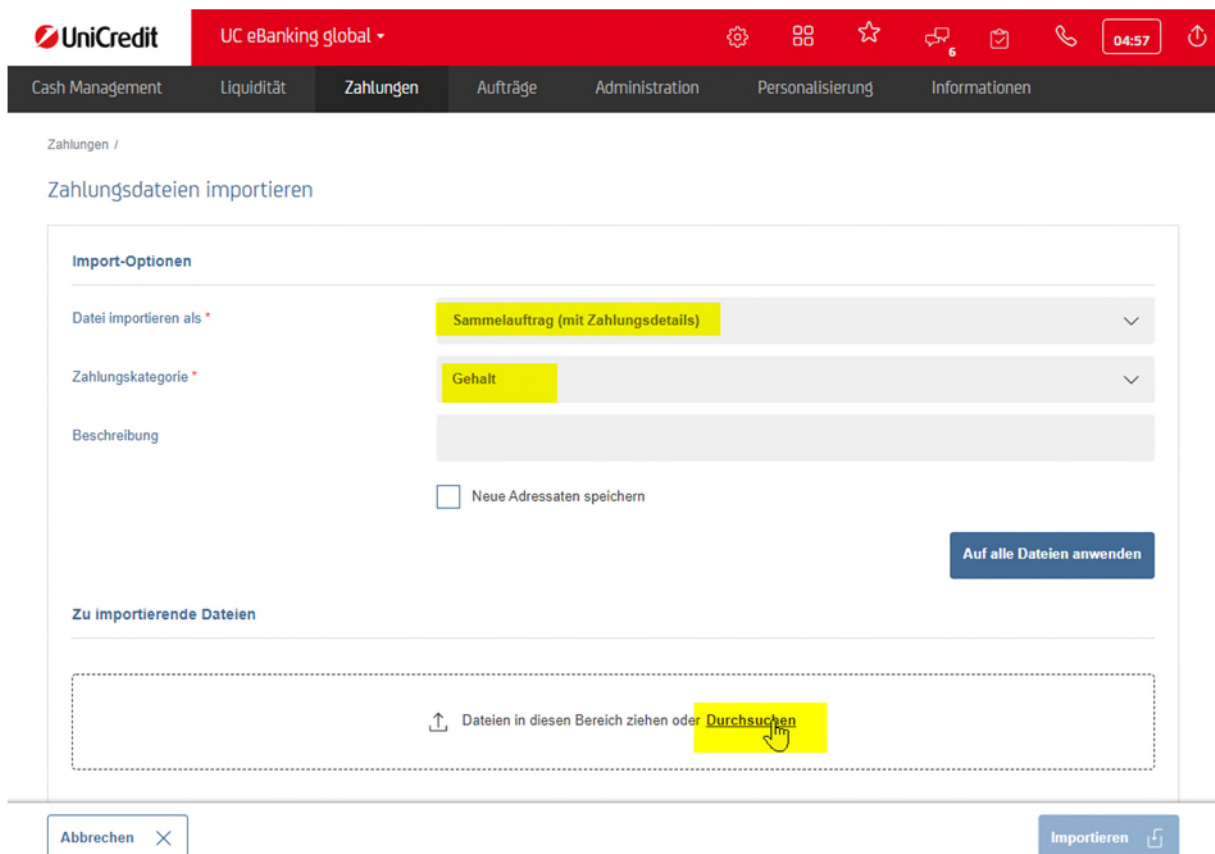 UniCredit
UC eBanking global
6
04:57
Cash Management
Liquidität
Zahlungen
Aufträge
Administration
Personalisierung
Informationen
Zahlungen /
Zahlungsdateien importieren
Import-Optionen
Datei importieren als *
Sammelauftrag (mit Zahlungsdetails)
Zahlungskategorie *
Gehalt
Beschreibung
Neue Adressaten speichern
Auf alle Dateien anwenden
Zu importierende Dateien
Dateien in diesen Bereich ziehen oder Durchsuchen
Abbrechen
Importieren